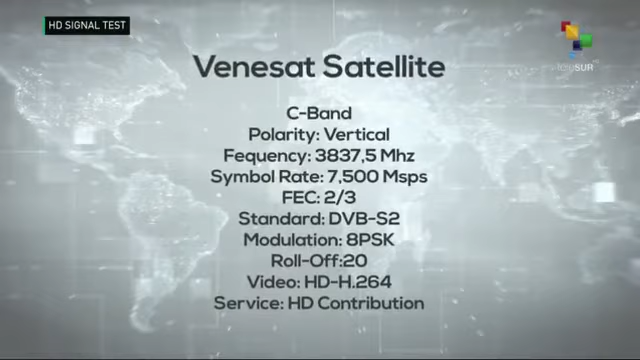 HD SIGNAL TEST
teleSUR
Venesat Satellite
C-Band
Polarity: Vertical
Fequency: 3837,5 Mhz
Symbol Rate: 7,500 Msps
FEC: 2/3
Standard: DVB-S2
Modulation: 8PSK
Roll-Off:20
Video: HD-H.264
Service: HD Contribution